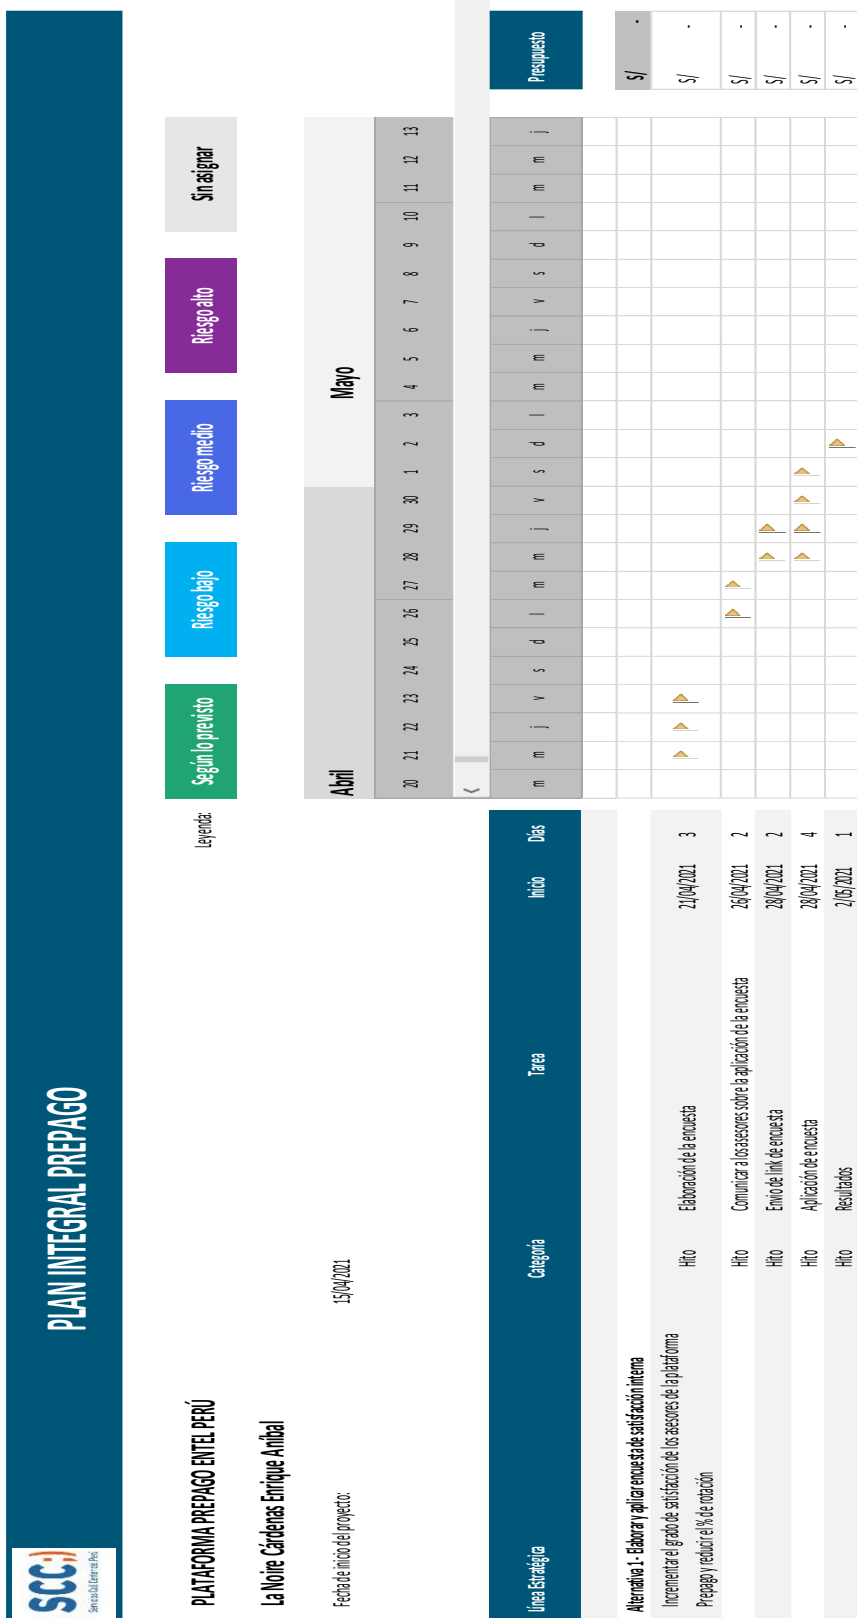 SCC:)
Servicios Call Center del Perú
PLAN INTEGRAL PREPAGO
PLATAFORMA PREPAGO ENTEL PERÚ
Leyenda:
Según lo previsto
Riesgo bajo
Riesgo medio
Riesgo alto
Sin asignar
La Noire Cárdenas Enrique Aníbal
Fecha de inicio del proyecto:
15/04/2021
Abril
Mayo
20 21 22 23 24 25 26 27 28 29 30 1 2 3 4 5 6 7 8 9 10 11 12 13
Línea Estratégica
Categoría
Tarea
Inicio
Días
m m j v s d l m m j v s d l m m j v s d l m m j
Presupuesto
Alternativa 1 - Elaborar y aplicar encuesta de satisfacción interna
S/ -
Incrementar el grado de satisfacción de los asesores de la plataforma
Prepago y reducir el % de rotación
Hito Elaboración de la encuesta 21/04/2021 3 S/ -
Hito Comunicar a los asesores sobre la aplicación de la encuesta 26/04/2021 2 S/ -
Hito Envío de link de encuesta 28/04/2021 2 S/ -
Hito Aplicación de encuesta 28/04/2021 4 S/ -
Hito Resultados 2/05/2021 1 S/ -